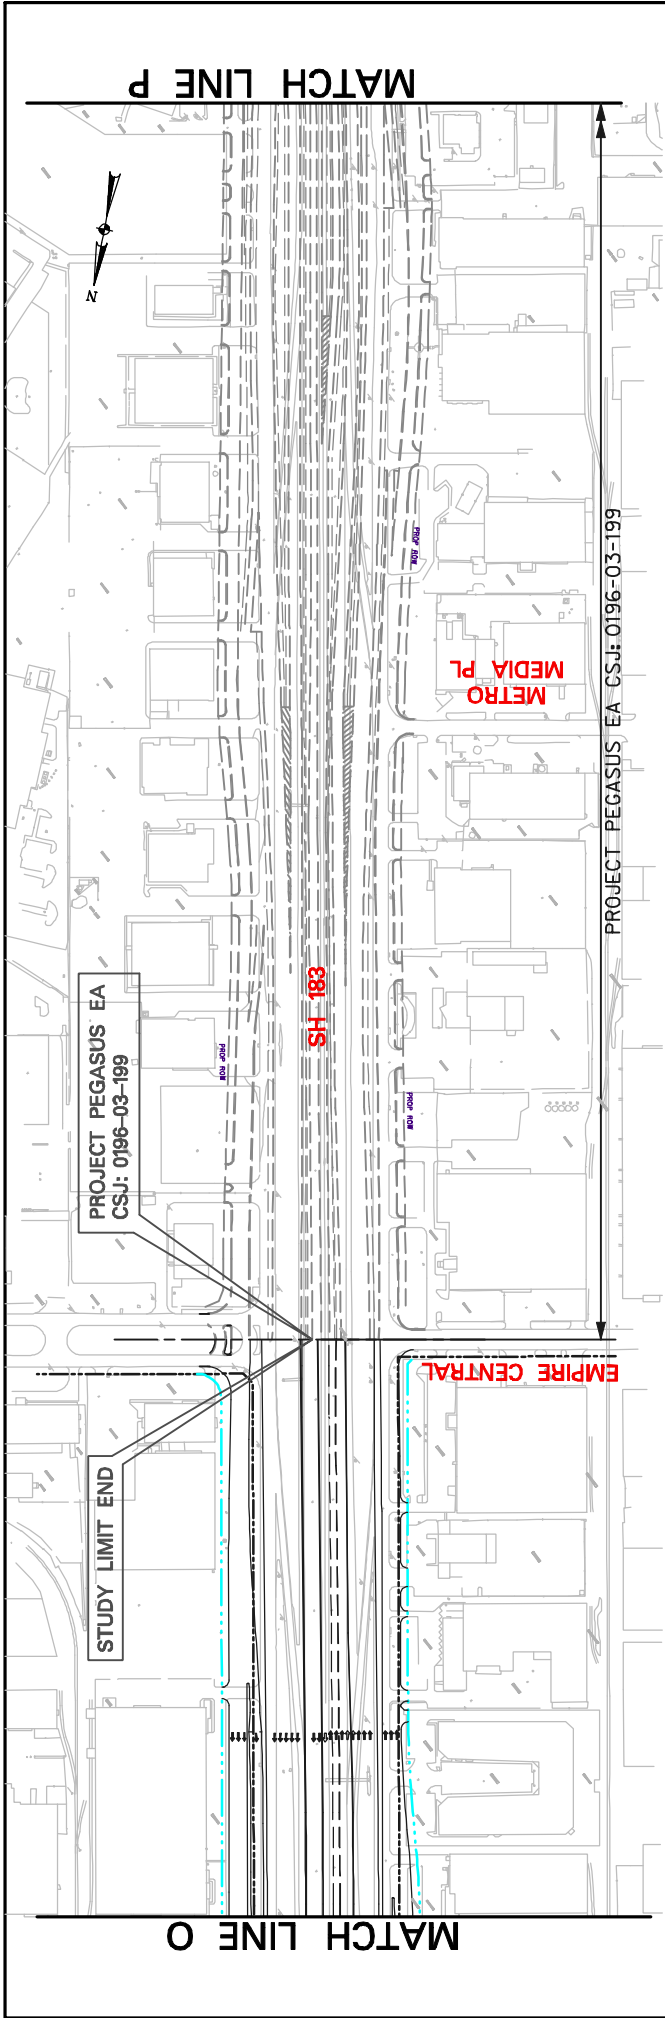 MATCH LINE P
N
PROP ROW
METRO
MEDIA PL
PROJECT PEGASUS EA CSJ: 0196-03-199
SH 183
PROJECT PEGASUS EA
CSJ: 0196-03-199
PROP ROW
PROP ROW
EMPIRE CENTRAL
STUDY LIMIT END
MATCH LINE O